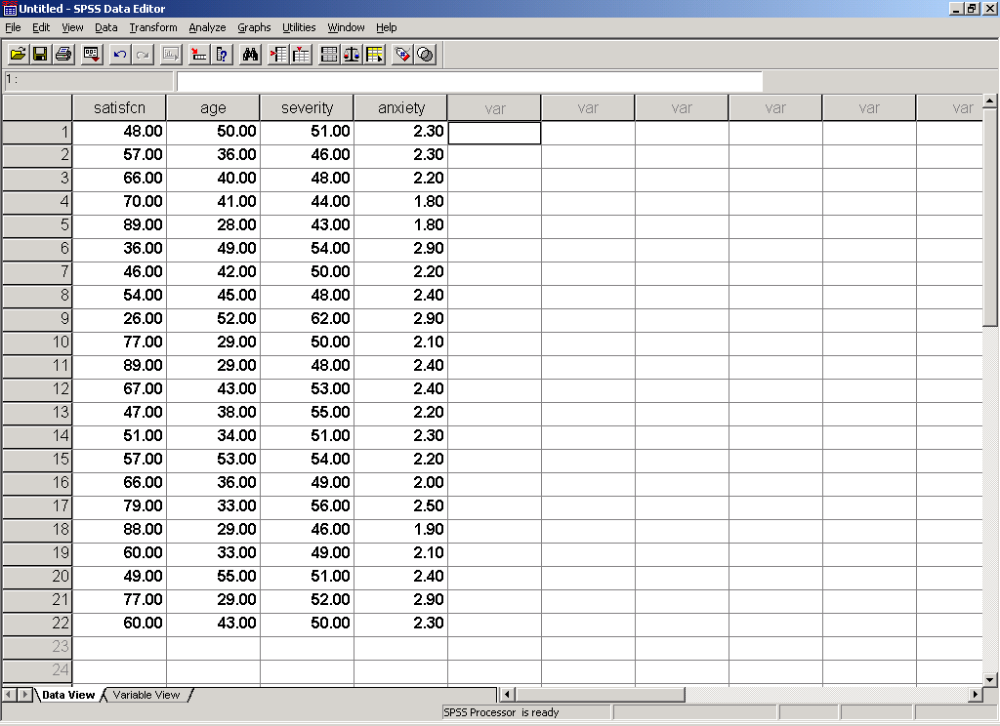 Untitled - SPSS Data Editor
File Edit View Data Transform Analyze Graphs Utilities Window Help
1 :
satisfcn age severity anxiety var var var var var var
1 48.00 50.00 51.00 2.30
2 57.00 36.00 46.00 2.30
3 66.00 40.00 48.00 2.20
4 70.00 41.00 44.00 1.80
5 89.00 28.00 43.00 1.80
6 36.00 49.00 54.00 2.90
7 46.00 42.00 50.00 2.20
8 54.00 45.00 48.00 2.40
9 26.00 52.00 62.00 2.90
10 77.00 29.00 50.00 2.10
11 89.00 29.00 48.00 2.40
12 67.00 43.00 53.00 2.40
13 47.00 38.00 55.00 2.20
14 51.00 34.00 51.00 2.30
15 57.00 53.00 54.00 2.20
16 66.00 36.00 49.00 2.00
17 79.00 33.00 56.00 2.50
18 88.00 29.00 46.00 1.90
19 60.00 33.00 49.00 2.10
20 49.00 55.00 51.00 2.40
21 77.00 29.00 52.00 2.90
22 60.00 43.00 50.00 2.30
23
24
Data View Variable View
SPSS Processor is ready